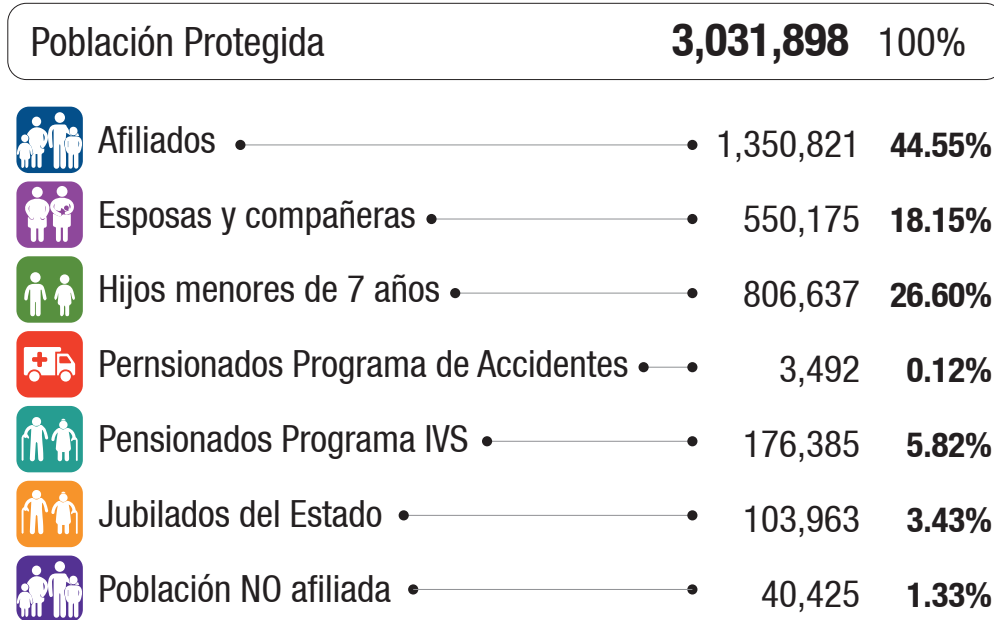 Población Protegida 3,031,898 100%
Afiliados 1,350,821 44.55%
Esposas y compañeras 550,175 18.15%
Hijos menores de 7 años 806,637 26.60%
Pernsionados Programa de Accidentes 3,492 0.12%
Pensionados Programa IVS 176,385 5.82%
Jubilados del Estado 103,963 3.43%
Población NO afiliada 40,425 1.33%